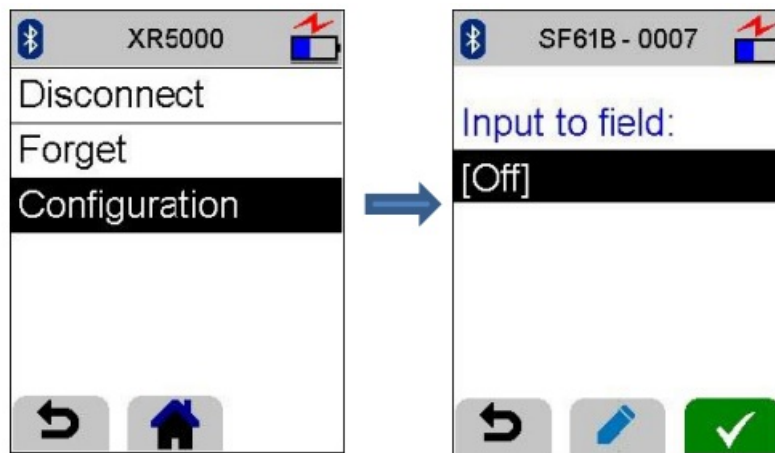 XR5000
Disconnect
Forget
Configuration
SF61B - 0007
Input to field:
[Off]